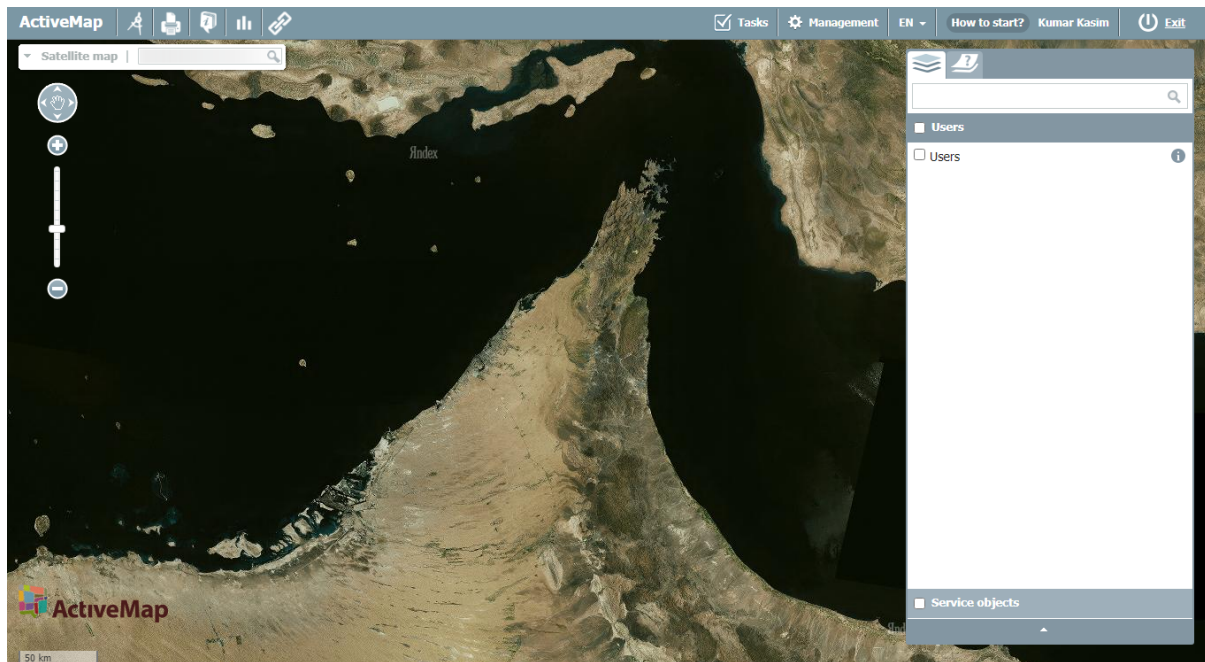 ActiveMap
Tasks
Management
EN
How to start?
Kumar Kasim
Exit
Satellite map
Users
Users
Яndex
ActiveMap
Service objects
50 km